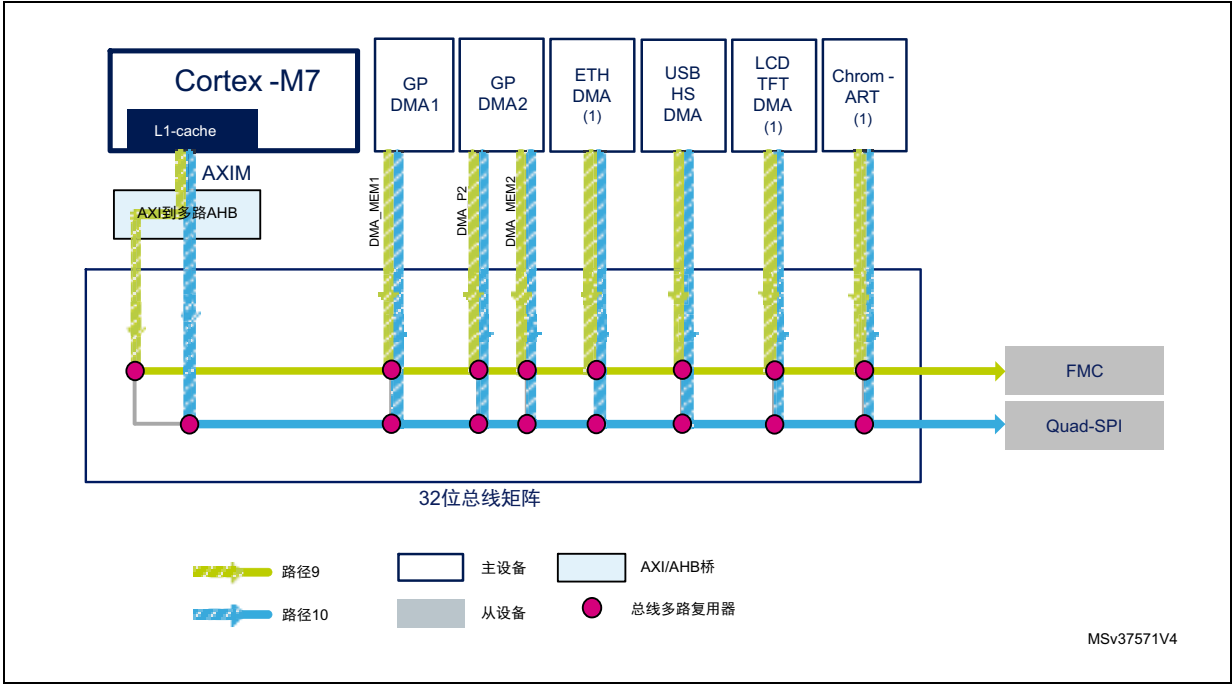 Cortex -M7
L1-cache
GP
DMA1
GP
DMA2
ETH
DMA
(1)
USB
HS
DMA
LCD
TFT
DMA
(1)
Chrom -
ART
(1)
AXIM
AXI到多路AHB
DMA_MEM1
DMA_P2
DMA_MEM2
FMC
Quad-SPI
32位总线矩阵
路径9
主设备
AXI/AHB桥
路径10
从设备
总线多路复用器
MSv37571V4